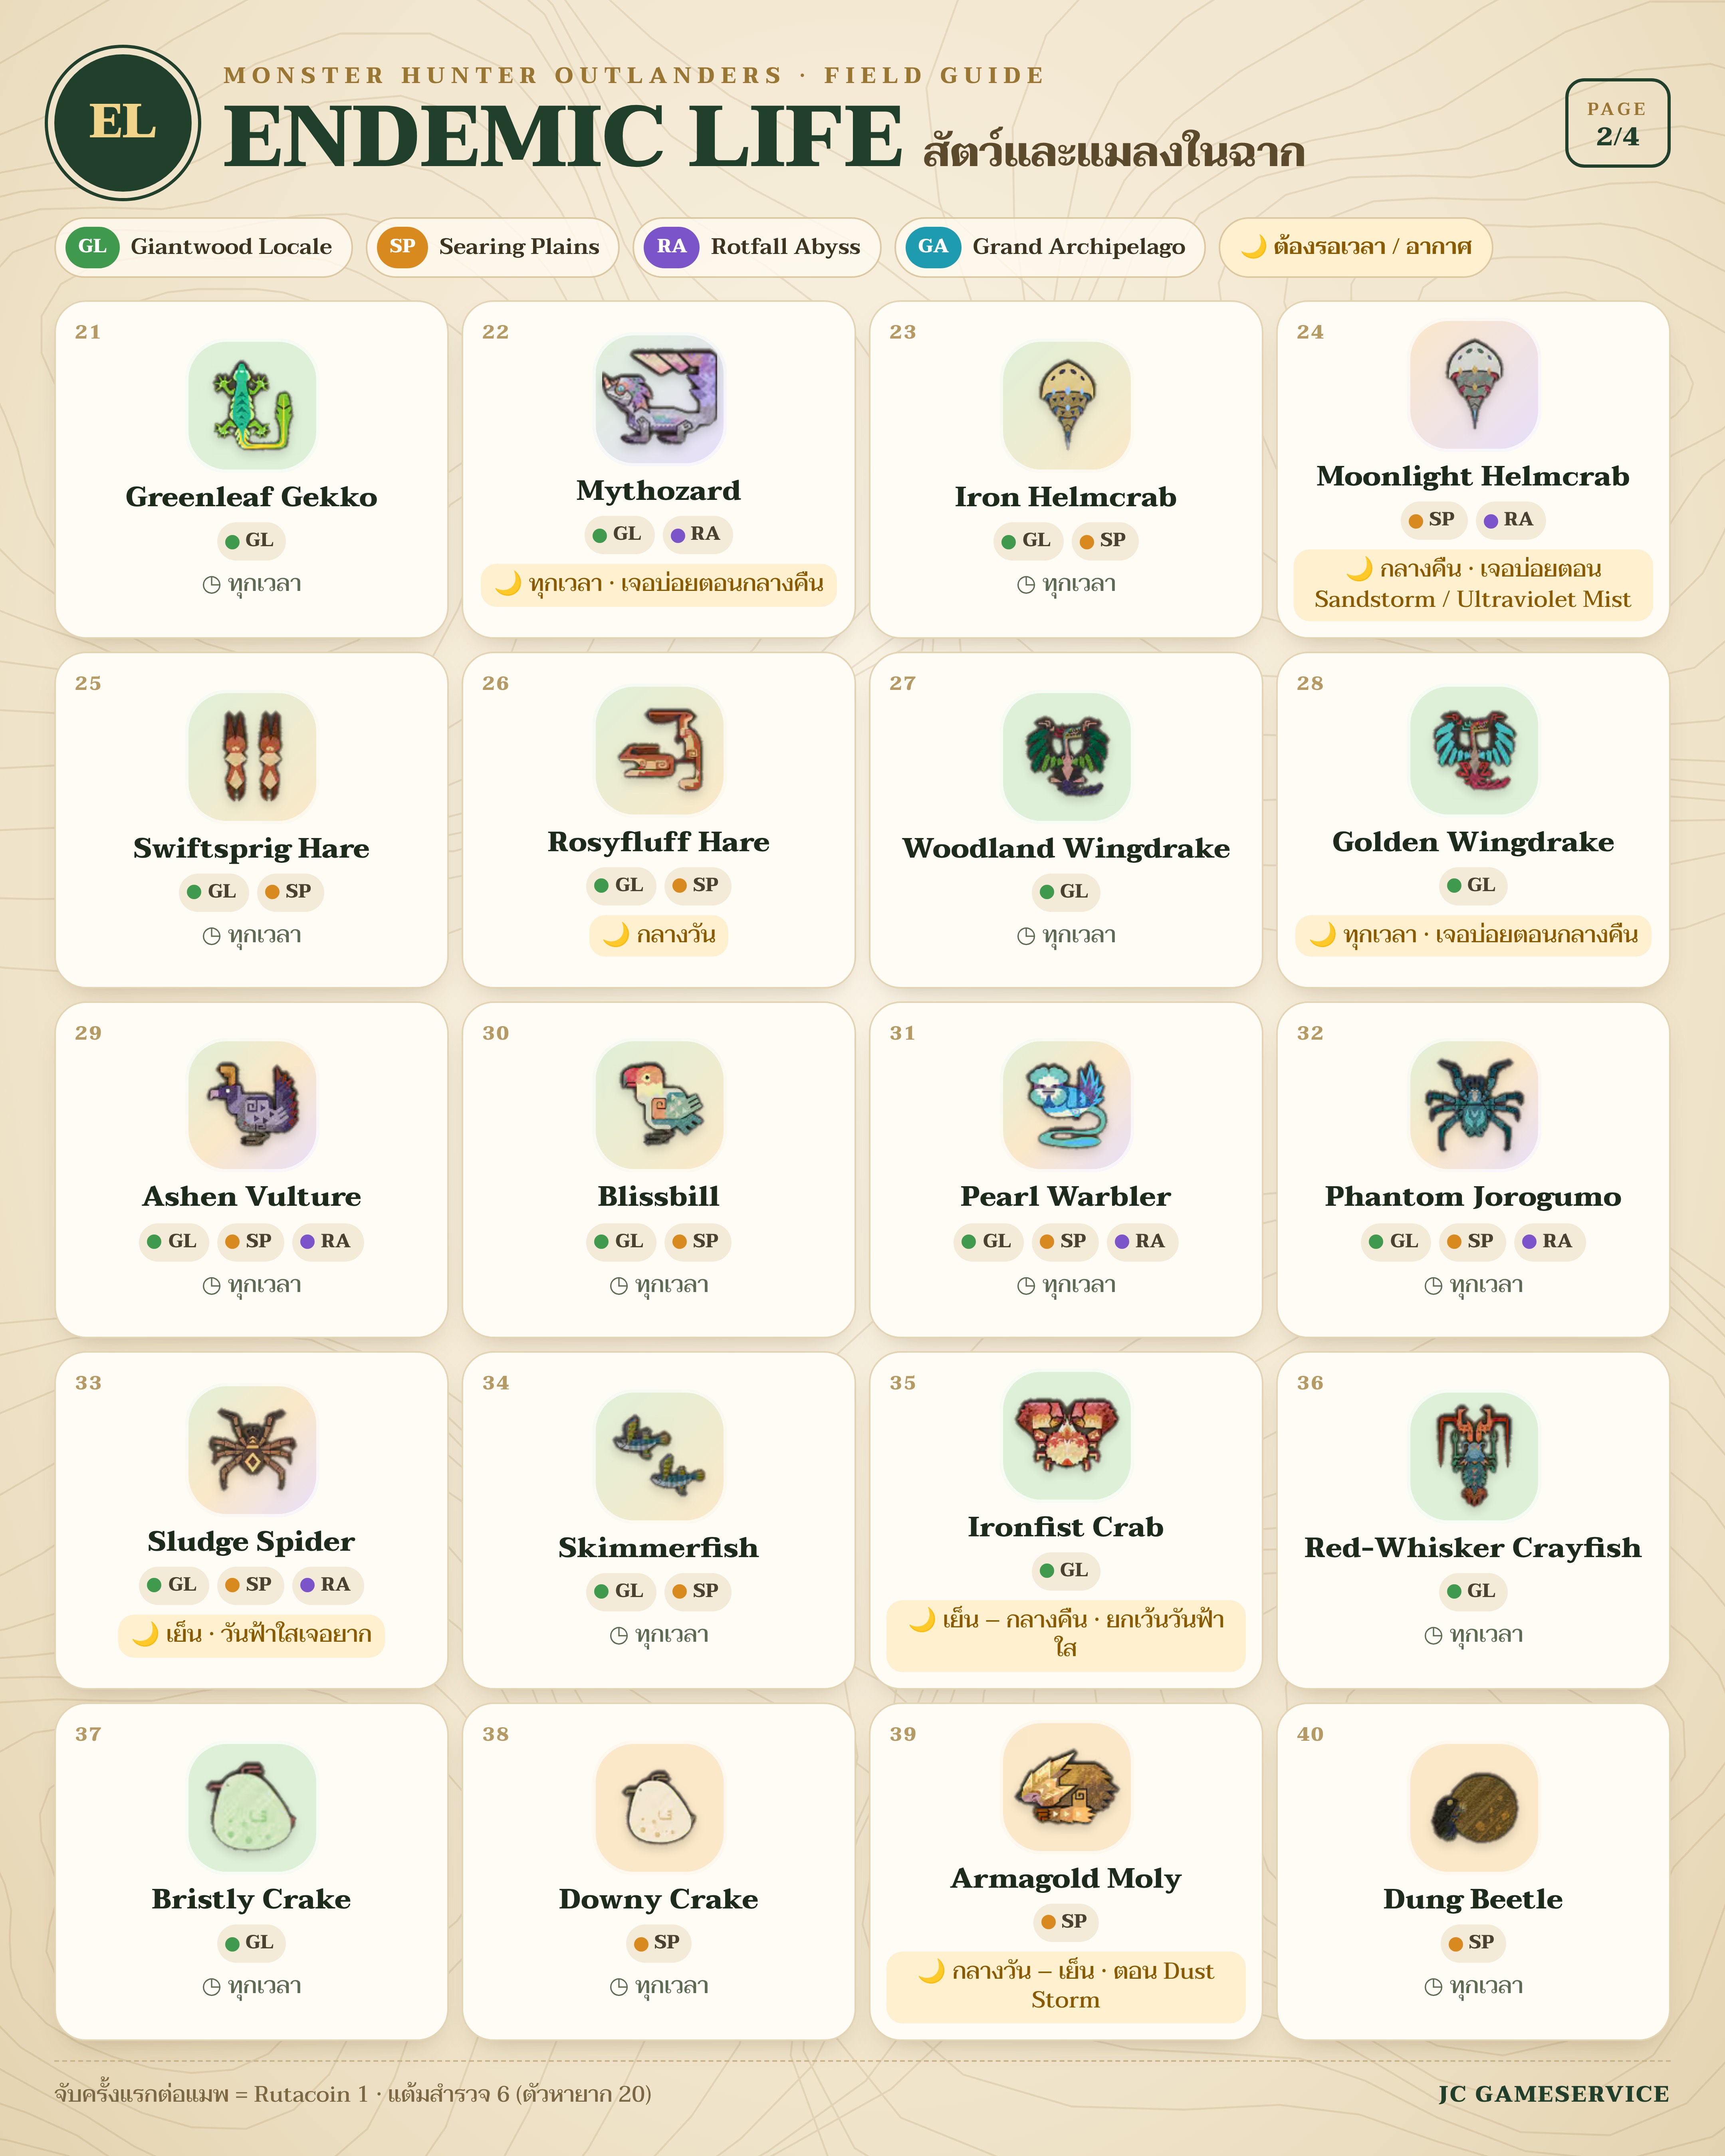 EL
MONSTER HUNTER OUTLANDERS · FIELD GUIDE
ENDEMIC LIFE สัตว์และแมลงในฉาก
PAGE
2/4
GL Giantwood Locale
SP Searing Plains
RA Rotfall Abyss
GA Grand Archipelago
🌙 ต้องรอเวลา / อากาศ
21
Greenleaf Gekko
GL
ทุกเวลา
22
Mythozard
GL RA
🌙 ทุกเวลา · เจอบ่อยตอนกลางคืน
23
Iron Helmcrab
GL SP
ทุกเวลา
24
Moonlight Helmcrab
SP RA
🌙 กลางคืน · เจอบ่อยตอน
Sandstorm / Ultraviolet Mist
25
Swiftsprig Hare
GL SP
ทุกเวลา
26
Rosyfluff Hare
GL SP
🌙 กลางวัน
27
Woodland Wingdrake
GL
ทุกเวลา
28
Golden Wingdrake
GL
🌙 ทุกเวลา · เจอบ่อยตอนกลางคืน
29
Ashen Vulture
GL SP RA
ทุกเวลา
30
Blissbill
GL SP
ทุกเวลา
31
Pearl Warbler
GL SP RA
ทุกเวลา
32
Phantom Jorogumo
GL SP RA
ทุกเวลา
33
Sludge Spider
GL SP RA
🌙 เย็น · วันฟ้าใสเจอยาก
34
Skimmerfish
GL SP
ทุกเวลา
35
Ironfist Crab
GL
🌙 เย็น – กลางคืน · ยกเว้นวันฟ้า
ใส
36
Red-Whisker Crayfish
GL
ทุกเวลา
37
Bristly Crake
GL
ทุกเวลา
38
Downy Crake
SP
ทุกเวลา
39
Armagold Moly
SP
🌙 กลางวัน – เย็น · ตอน Dust
Storm
40
Dung Beetle
SP
ทุกเวลา
จับครั้งแรกต่อแมพ = Rutacoin 1 · แต้มสำรวจ 6 (ตัวหายาก 20)
JC GAMESERVICE